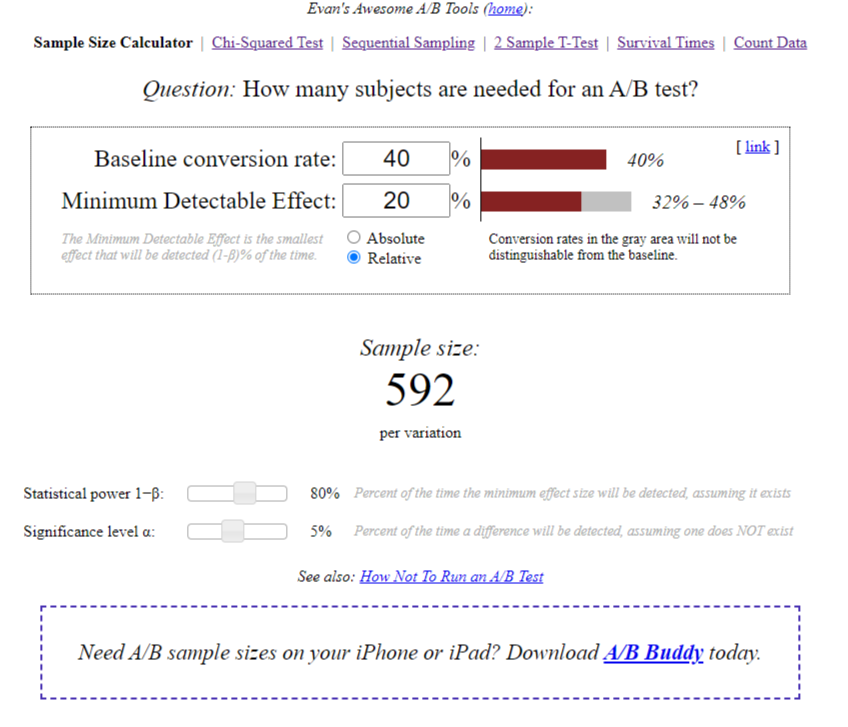 Evan's Awesome A/B Tools (home):
Sample Size Calculator | Chi-Squared Test | Sequential Sampling | 2 Sample T-Test | Survival Times | Count Data
Question: How many subjects are needed for an A/B test?
[ link ]
Baseline conversion rate: 40 % 40%
Minimum Detectable Effect: 20 % 32% – 48%
The Minimum Detectable Effect is the smallest
effect that will be detected (1-β)% of the time.
Absolute
Relative
Conversion rates in the gray area will not be
distinguishable from the baseline.
Sample size:
592
per variation
Statistical power 1−β: 80% Percent of the time the minimum effect size will be detected, assuming it exists
Significance level α: 5% Percent of the time a difference will be detected, assuming one does NOT exist
See also: How Not To Run an A/B Test
Need A/B sample sizes on your iPhone or iPad? Download A/B Buddy today.